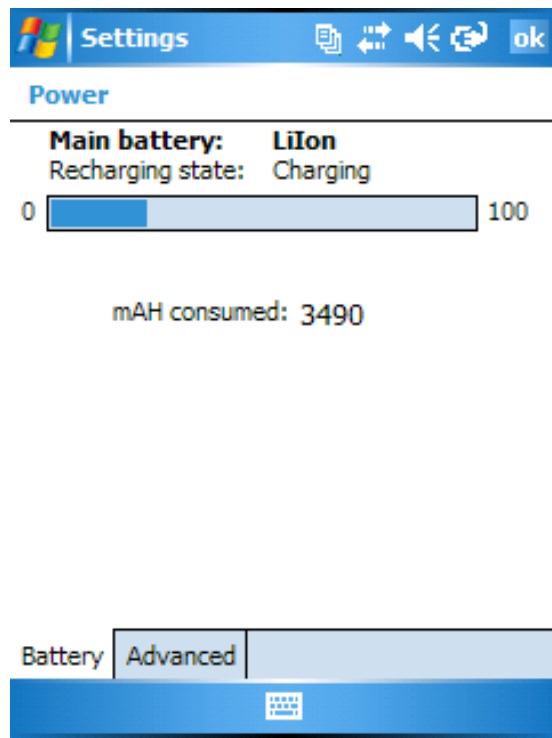 Settings ok
Power
Main battery: LiIon
Recharging state: Charging
0 100
mAH consumed: 3490
Battery Advanced